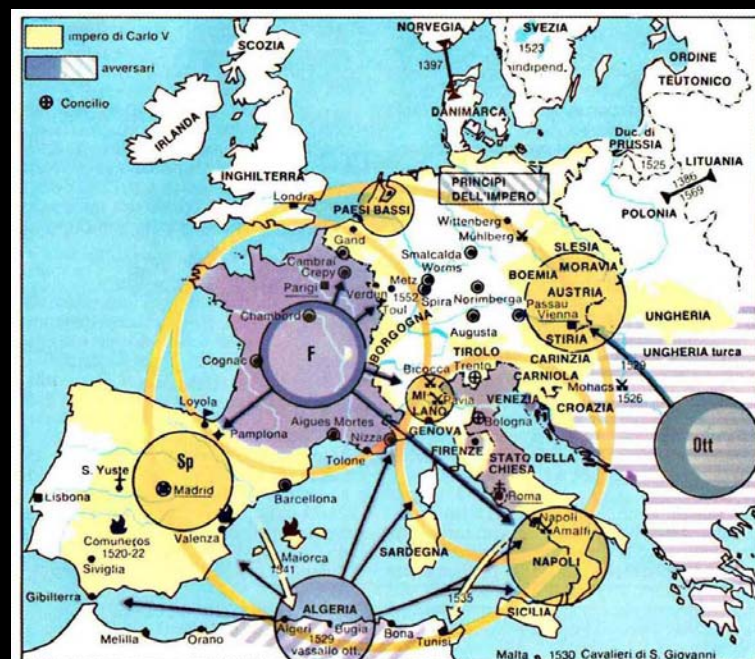 impero di Carlo V
avversari
Concilio
NORVEGIA
SVEZIA
1523
indipend.
1397
SCOZIA
ORDINE
TEUTONICO
DANIMARCA
IRLANDA
Duc. di
PRUSSIA
1525
LITUANIA
1386
1569
POLONIA
INGHILTERRA
Londra
PRINCIPI
DELL'IMPERO
PAESI BASSI
Wittenberg
Mühlberg
Gand
SLESIA
Cambrai
Crepy
Smalcalda
Worms
MORAVIA
BOEMIA
Parigi
Verdun
Metz
1552
Spira
Norimberga
AUSTRIA
Passau
Vienna
Toul
Chambord
Augusta
UNGHERIA
BORGOGNA
STIRIA
F
TIROLO
CARINZIA
UNGHERIA turca
Cognac
Bicocca
Trento
CARNIOLA
1529
Mohacs
1526
MI
LANO
Pavia
VENEZIA
CROAZIA
Loyola
Pamplona
Aigues Mortes
Nizza
GENOVA
Bologna
Tolone
FIRENZE
Ott
Sp
STATO DELLA
CHIESA
S. Yuste
Madrid
Roma
Lisbona
Barcellona
Napoli
Amalfi
Comuneros
1520-22
Valenza
SARDEGNA
NAPOLI
Siviglia
Maiorca
1541
Gibilterra
ALGERIA
1535
SICILIA
Melilla
Orano
Algeri
Bugia
Bona
Tunisi
1529
vassallo ott.
Malta
1530 Cavalieri di S. Giovanni